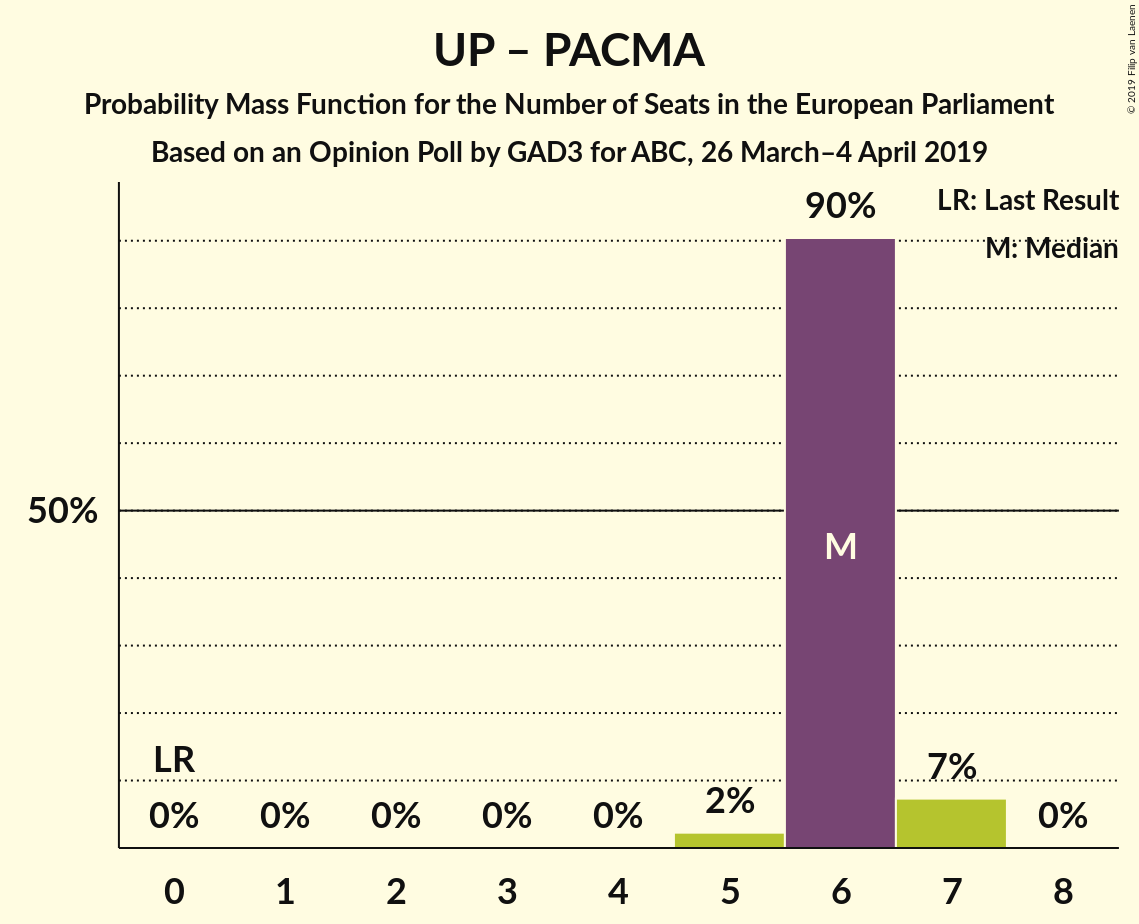 UP – PACMA
Probability Mass Function for the Number of Seats in the European Parliament
Based on an Opinion Poll by GAD3 for ABC, 26 March–4 April 2019
© 2019 Filip van Laenen
LR: Last Result
M: Median
90%
50%
M
LR
7%
2%
0% 0% 0% 0% 0% 0%
0 1 2 3 4 5 6 7 8